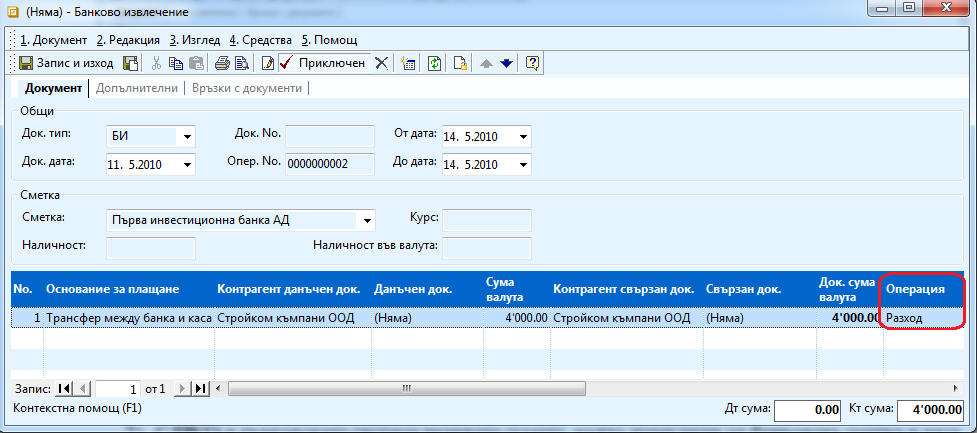 (Няма) - Банково извлечение
1. Документ 2. Редакция 3. Изглед 4. Средства 5. Помощ
Запис и изход Приключен
Документ Допълнителни Връзки с документи
Общи
Док. тип: БИ Док. No. От дата: 14. 5.2010
Док. дата: 11. 5.2010 Опер. No. 0000000002 До дата: 14. 5.2010
Сметка
Сметка: Първа инвестиционна банка АД Курс:
Наличност: Наличност във валута:
No. Основание за плащане Контрагент данъчен док. Данъчен док. Сума валута Контрагент свързан док. Свързан док. Док. сума валута Операция
1 Трансфер между банка и каса Стройком къмпани ООД (Няма) 4'000.00 Стройком къмпани ООД (Няма) 4'000.00 Разход
Запис: 1 от 1
Контекстна помощ (F1) Дт сума: 0.00 Кт сума: 4'000.00